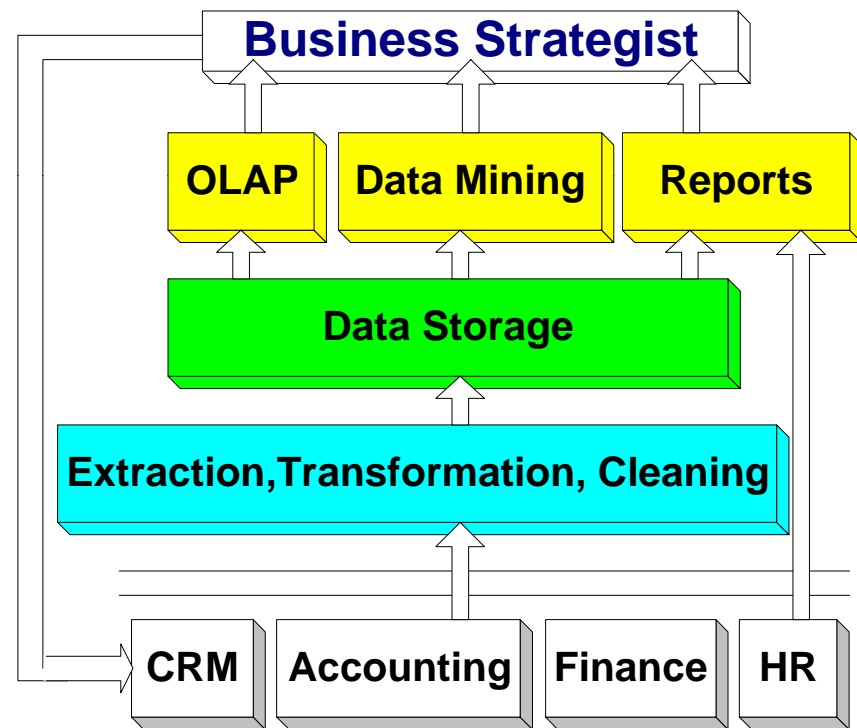 Business Strategist
OLAP
Data Mining
Reports
Data Storage
Extraction,Transformation, Cleaning
CRM
Accounting
Finance
HR